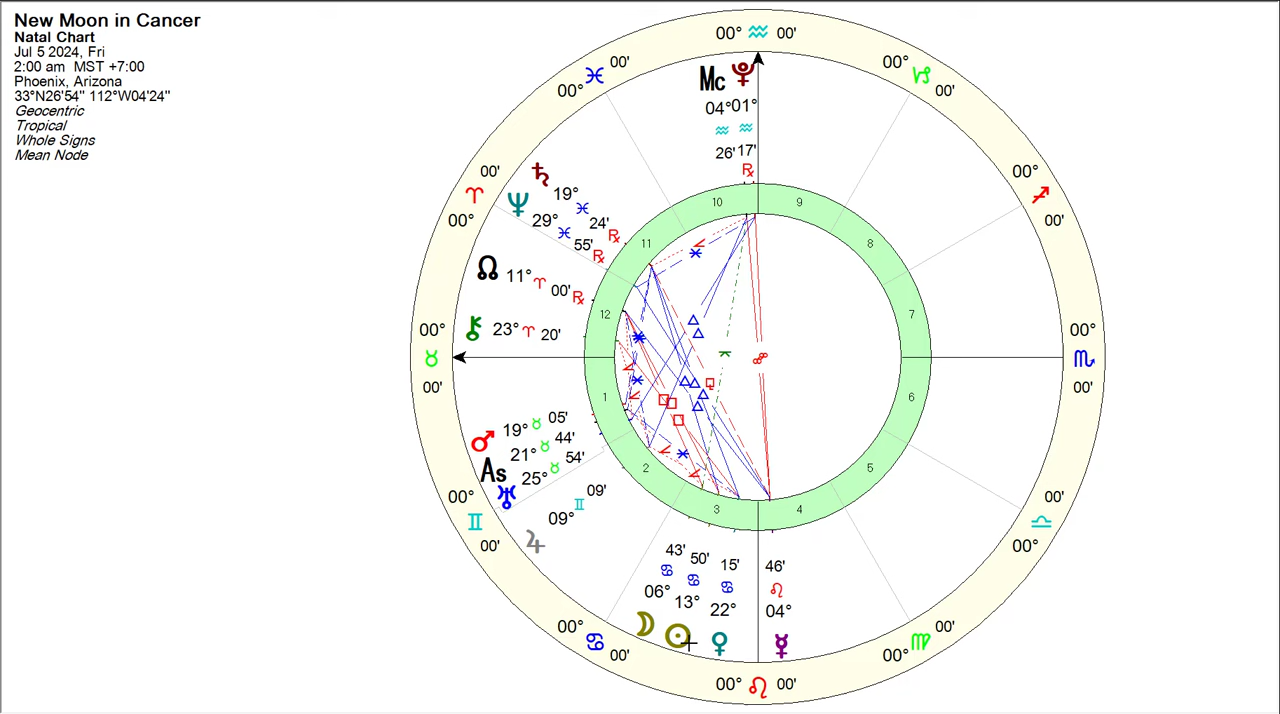 New Moon in Cancer
Natal Chart
Jul 5 2024, Fri
2:00 am MST +7:00
Phoenix, Arizona
33°N26'54" 112°W04'24"
Geocentric
Tropical
Whole Signs
Mean Node
00° ♒ 00'
00° ♓ 00'
00° ♑ 00'
00° ♈ 00'
00° ♐ 00'
00° ♉ 00'
00° ♏ 00'
00° ♊ 00'
00° ♎ 00'
00° ♋ 00'
00° ♍ 00'
00° ♌ 00'
Mc 04° ♒ 26'
♇ 01° ♒ 17' ℞
♄ 19° ♓ 24' ℞
♆ 29° ♓ 55' ℞
☊ 11° ♈ 00' ℞
⚷ 23° ♈ 20'
♂ 19° ♉ 05'
As 21° ♉ 44'
♅ 25° ♉ 54'
♃ 09° ♊ 09'
☽ 06° ♋ 43'
☉ 13° ♋ 50'
♀ 22° ♋ 15'
☿ 04° ♌ 46'
10 9
11 8
12 7
1 6
2 5
3 4